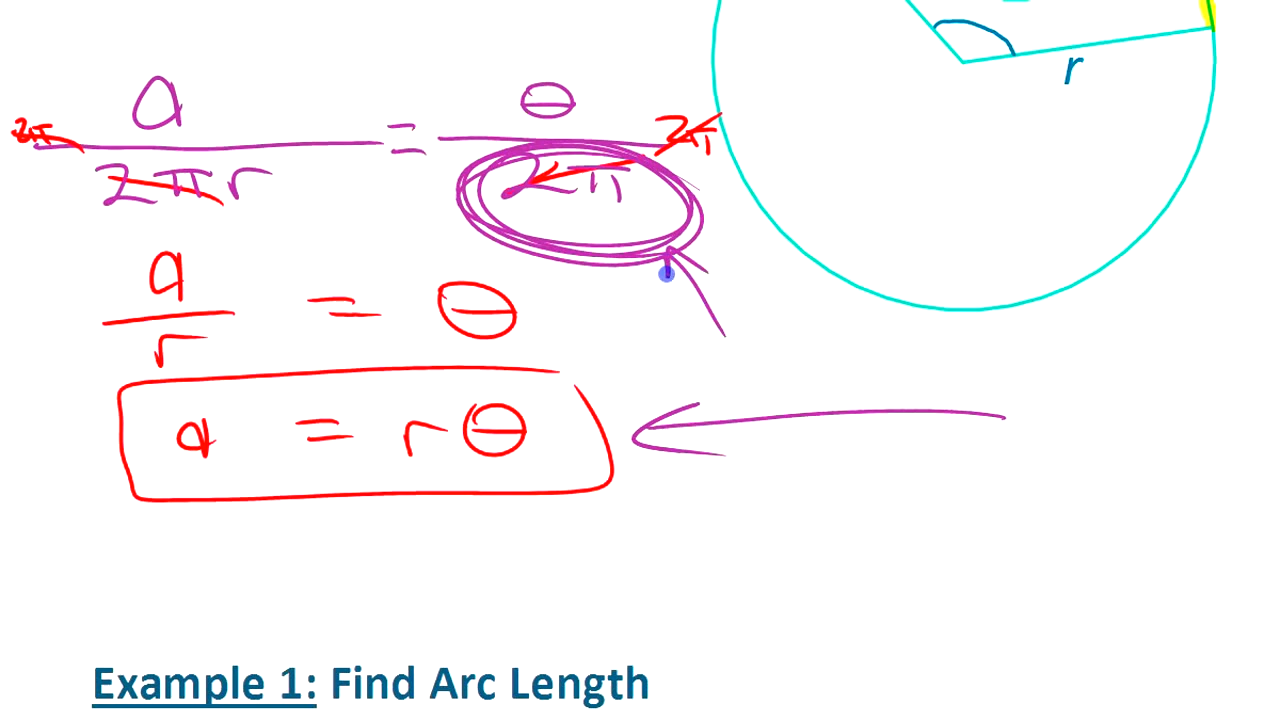 r
2π a/2πr = θ/2π 2π
a/r = θ
a = rθ
Example 1: Find Arc Length